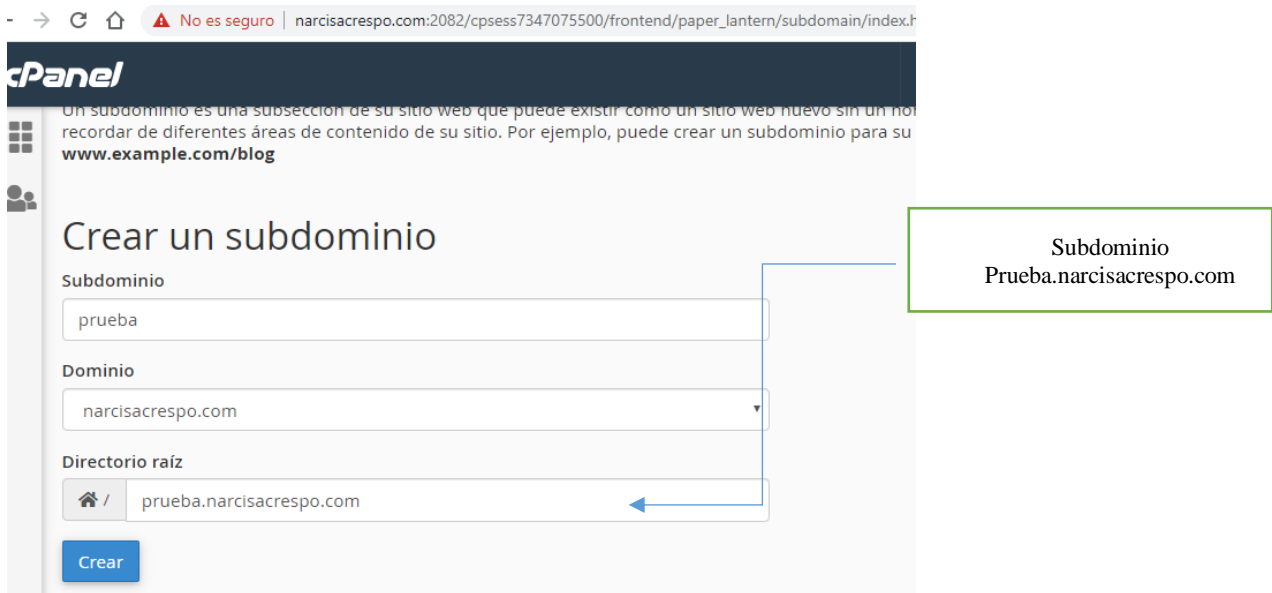 No es seguro | narcisacrespo.com:2082/cpsess7347075500/frontend/paper_lantern/subdomain/index.h
cPanel
Un subdominio es una subsección de su sitio web que puede existir como un sitio web nuevo sin un
recordar de diferentes áreas de contenido de su sitio. Por ejemplo, puede crear un subdominio para su
www.example.com/blog
Crear un subdominio
Subdominio
prueba
Dominio
narcisacrespo.com
Directorio raíz
/ prueba.narcisacrespo.com
Crear
Subdominio
Prueba.narcisacrespo.com